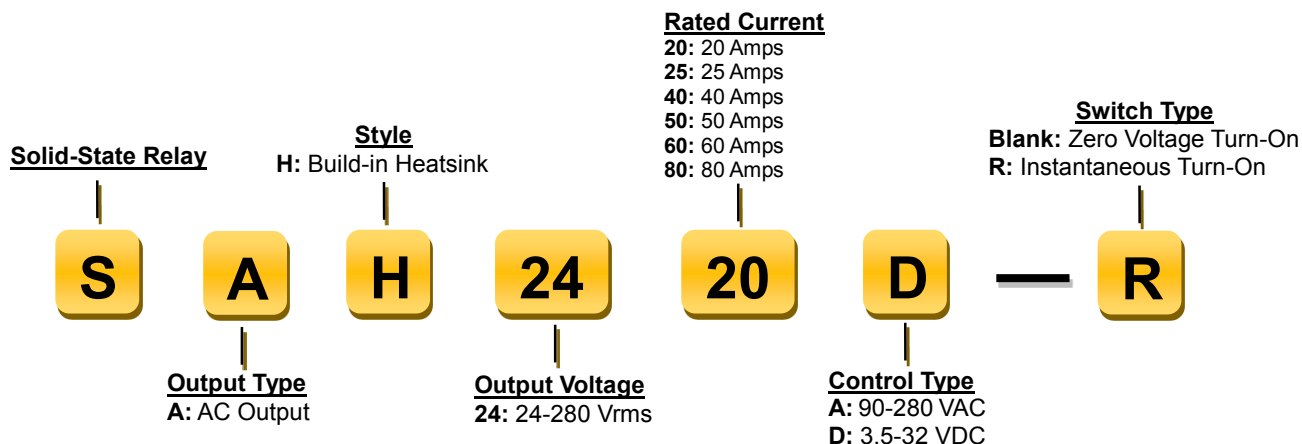 Rated Current
20: 20 Amps
25: 25 Amps
40: 40 Amps
50: 50 Amps
60: 60 Amps
80: 80 Amps
Switch Type
Blank: Zero Voltage Turn-On
R: Instantaneous Turn-On
Style
H: Build-in Heatsink
Solid-State Relay
S A H 24 20 D — R
Output Type
A: AC Output
Output Voltage
24: 24-280 Vrms
Control Type
A: 90-280 VAC
D: 3.5-32 VDC